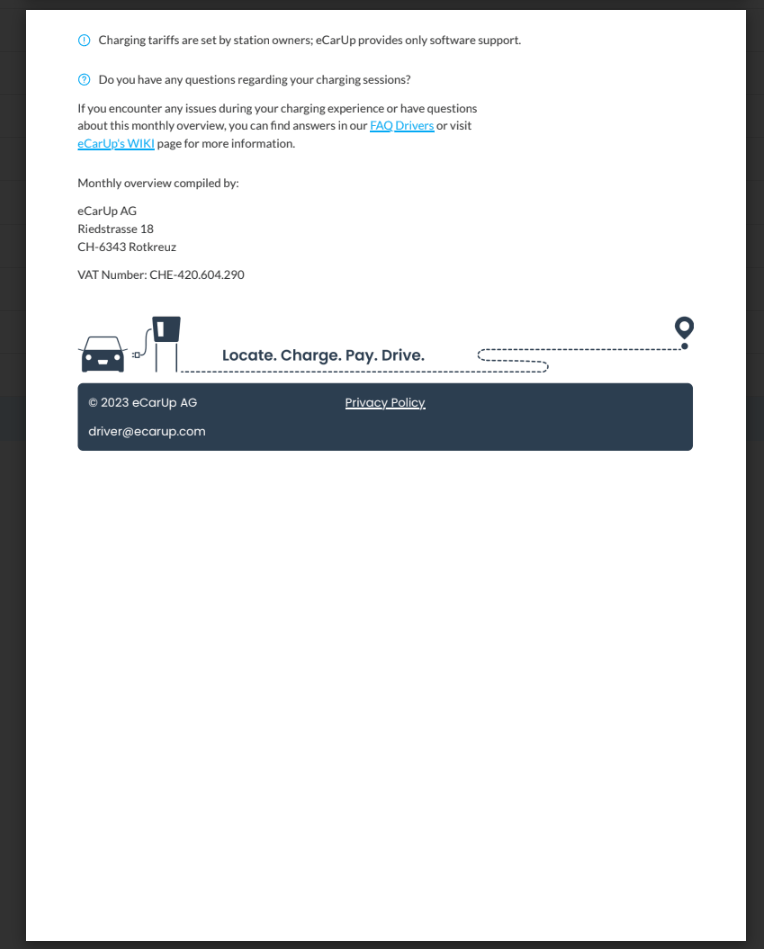 Charging tariffs are set by station owners; eCarUp provides only software support.
Do you have any questions regarding your charging sessions?
If you encounter any issues during your charging experience or have questions
about this monthly overview, you can find answers in our FAQ Drivers or visit
eCarUp's WIKI page for more information.
Monthly overview compiled by:
eCarUp AG
Riedstrasse 18
CH-6343 Rotkreuz
VAT Number: CHE-420.604.290
Locate. Charge. Pay. Drive.
© 2023 eCarUp AG
Privacy Policy
driver@ecarup.com